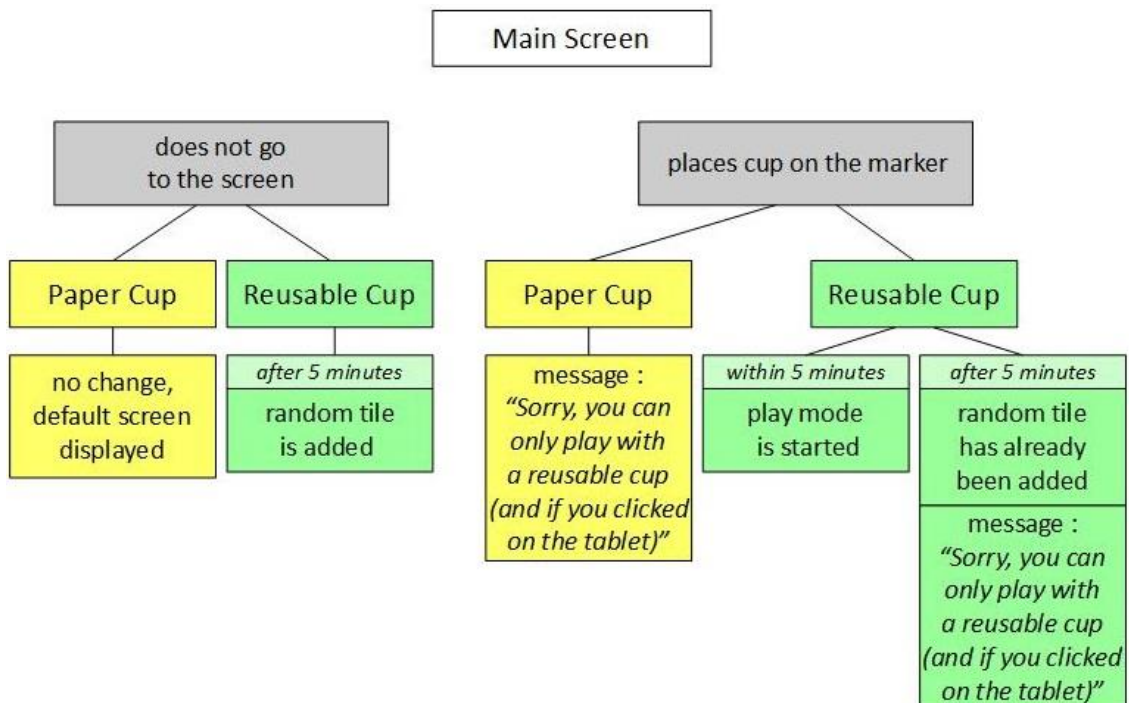 Main Screen
does not go
to the screen
places cup on the marker
Paper Cup
Reusable Cup
Paper Cup
Reusable Cup
no change,
default screen
displayed
after 5 minutes
random tile
is added
message :
“Sorry, you can
only play with
a reusable cup
(and if you clicked
on the tablet)”
within 5 minutes
play mode
is started
after 5 minutes
random tile
has already
been added
message :
“Sorry, you can
only play with
a reusable cup
(and if you clicked
on the tablet)”